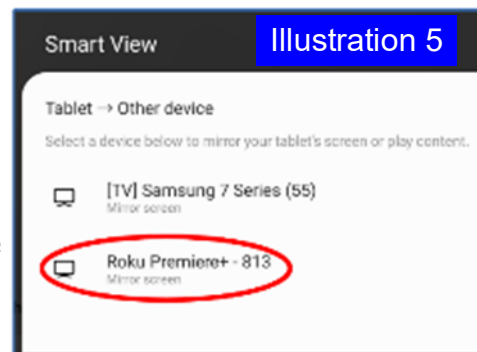 Smart View
Illustration 5
Tablet → Other device
Select a device below to mirror your tablet's screen or play content.
[TV] Samsung 7 Series (55)
Mirror screen
Roku Premiere+ - 813
Mirror screen